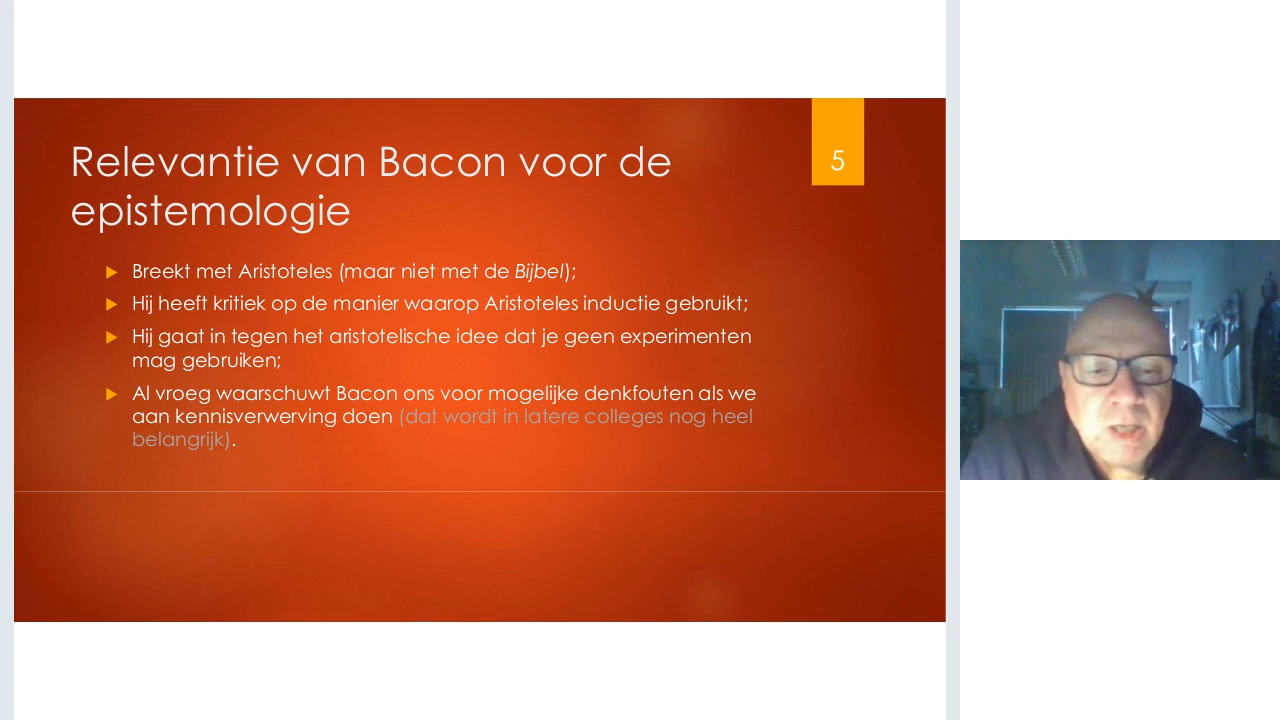 Relevantie van Bacon voor de
epistemologie
5
Breekt met Aristoteles (maar niet met de Bijbel);
Hij heeft kritiek op de manier waarop Aristoteles inductie gebruikt;
Hij gaat in tegen het aristotelische idee dat je geen experimenten
mag gebruiken;
Al vroeg waarschuwt Bacon ons voor mogelijke denkfouten als we
aan kennisverwerving doen (dat wordt in latere colleges nog heel
belangrijk).